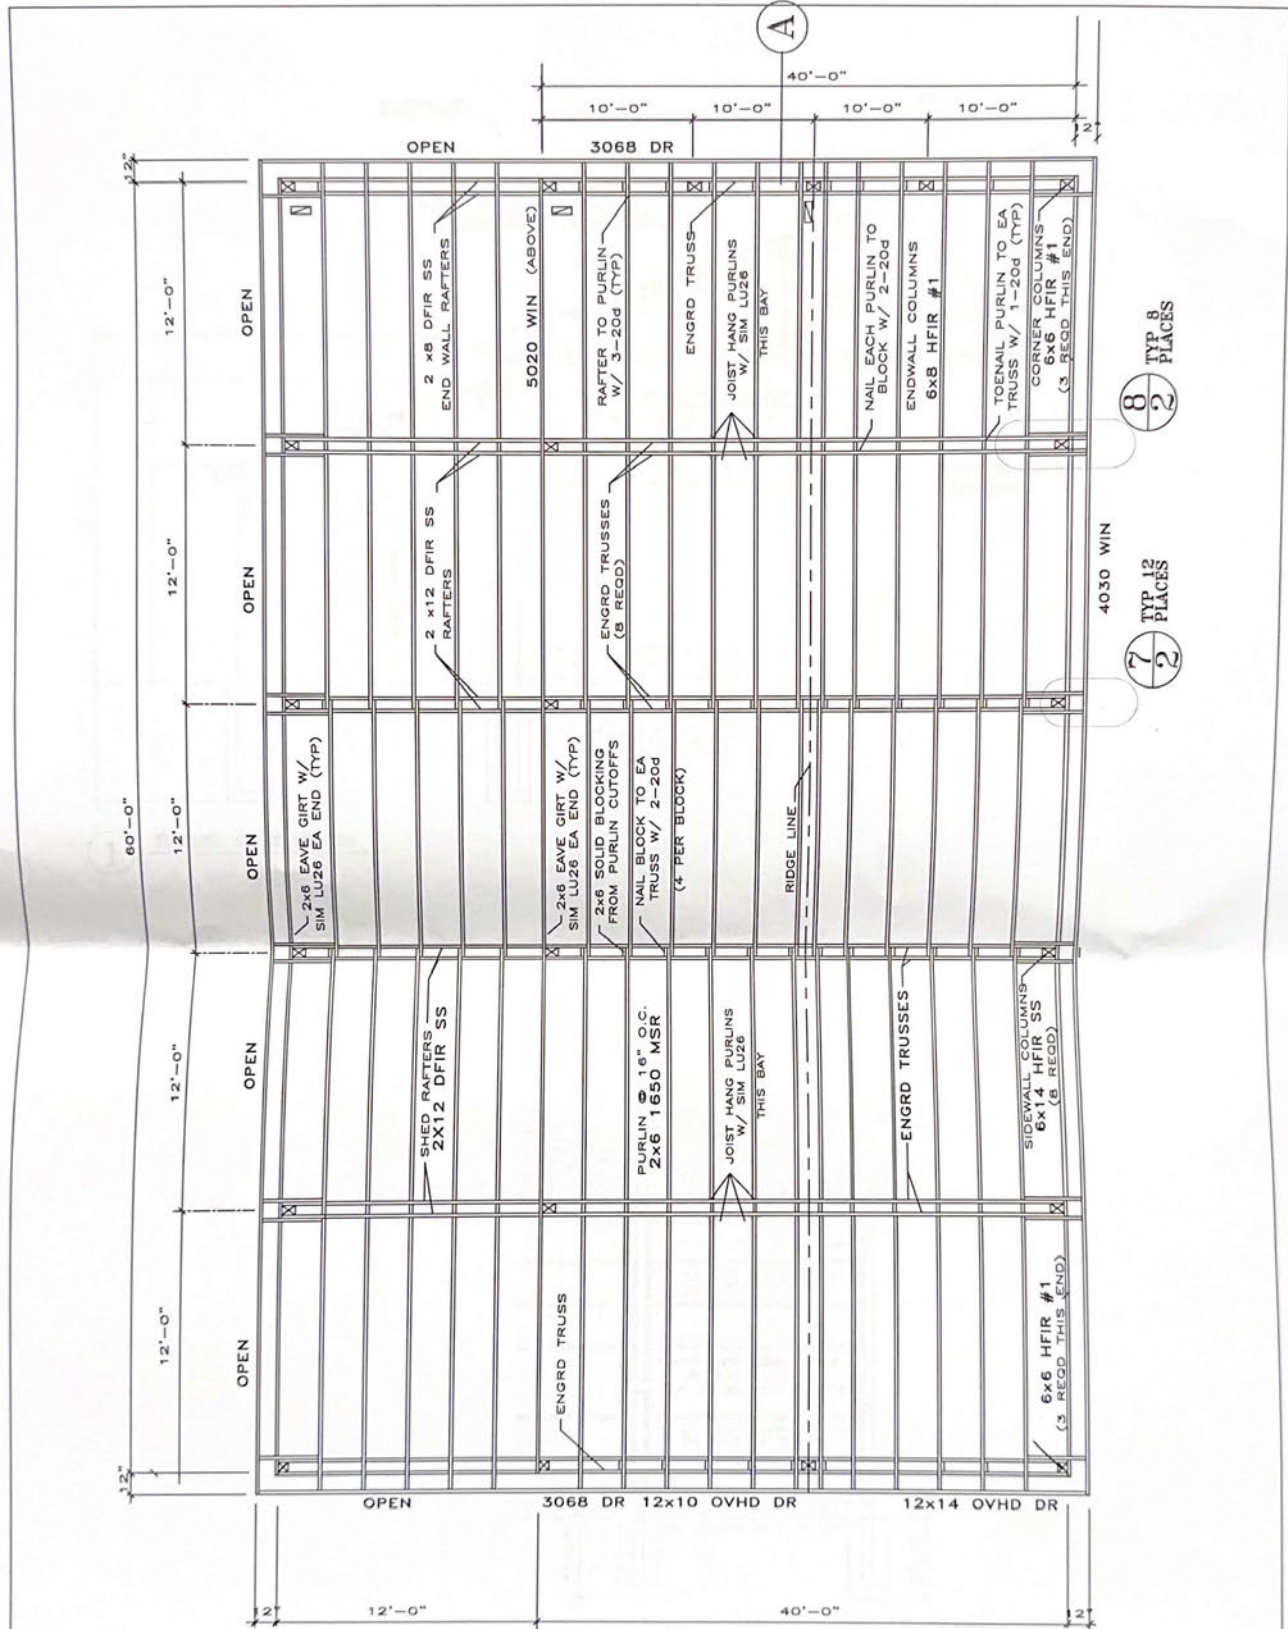 A
40'-0"
10'-0"
10'-0"
10'-0"
10'-0"
12"
12"
OPEN
3068 DR
60'-0"
12'-0"
12'-0"
12'-0"
12'-0"
12'-0"
12"
OPEN
OPEN
OPEN
OPEN
OPEN
2 x8 DFIR SS
END WALL RAFTERS
5020 WIN (ABOVE)
RAFTER TO PURLIN
W/ 3-20d (TYP)
ENGRD TRUSS
JOIST HANG PURLINS
W/ SIM LU26
THIS BAY
NAIL EACH PURLIN TO
BLOCK W/ 2-20d
ENDWALL COLUMNS
6x8 HFIR #1
TOENAIL PURLIN TO EA
TRUSS W/ 1-20d (TYP)
CORNER COLUMNS
6x6 HFIR #1
(3 REQD THIS END)
8
2
TYP 8
PLACES
2 x12 DFIR SS
RAFTERS
ENGRD TRUSSES
(8 REQD)
4030 WIN
7
2
TYP 12
PLACES
2x6 EAVE GIRT W/
SIM LU26 EA END (TYP)
2x6 EAVE GIRT W/
SIM LU26 EA END (TYP)
2x6 SOLID BLOCKING
FROM PURLIN CUTOFFS
NAIL BLOCK TO EA
TRUSS W/ 2-20d
(4 PER BLOCK)
RIDGE LINE
SHED RAFTERS
2X12 DFIR SS
PURLIN @ 16" O.C.
2x6 1650 MSR
JOIST HANG PURLINS
W/ SIM LU26
THIS BAY
ENGRD TRUSSES
SIDEWALL COLUMNS
6x14 HFIR SS
(8 REQD)
ENGRD TRUSS
6x6 HFIR #1
(3 REQD THIS END)
OPEN
3068 DR
12x10 OVHD DR
12x14 OVHD DR
12"
12'-0"
40'-0"
12"